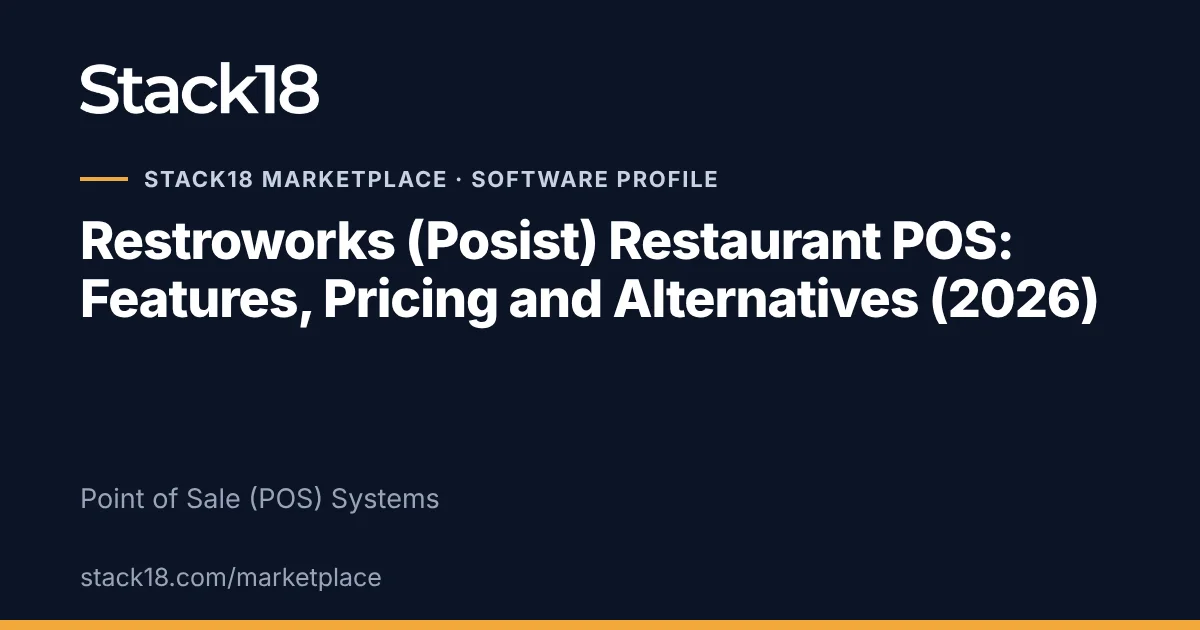 Stack18
STACK18 MARKETPLACE · SOFTWARE PROFILE
Restroworks (Posist) Restaurant POS:
Features, Pricing and Alternatives (2026)
Point of Sale (POS) Systems
stack18.com/marketplace